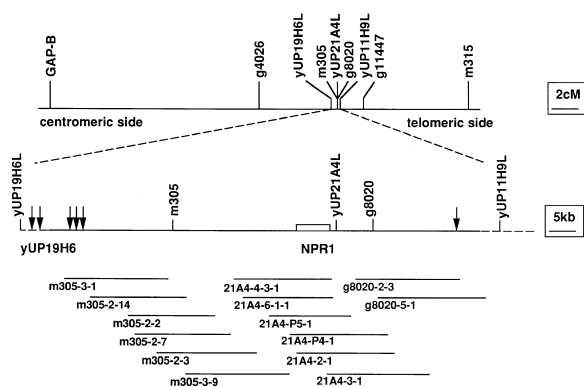 GAP-B
g4026
yUP19H6L
m305
yUP21A4L
g8020
yUP11H9L
g11447
m315
2cM
centromeric side
telomeric side
yUP19H6L
m305
yUP21A4L
g8020
yUP11H9L
5kb
yUP19H6
NPR1
m305-3-1
21A4-4-3-1
g8020-2-3
m305-2-14
21A4-6-1-1
g8020-5-1
m305-2-2
21A4-P5-1
m305-2-7
21A4-P4-1
m305-2-3
21A4-2-1
m305-3-9
21A4-3-1